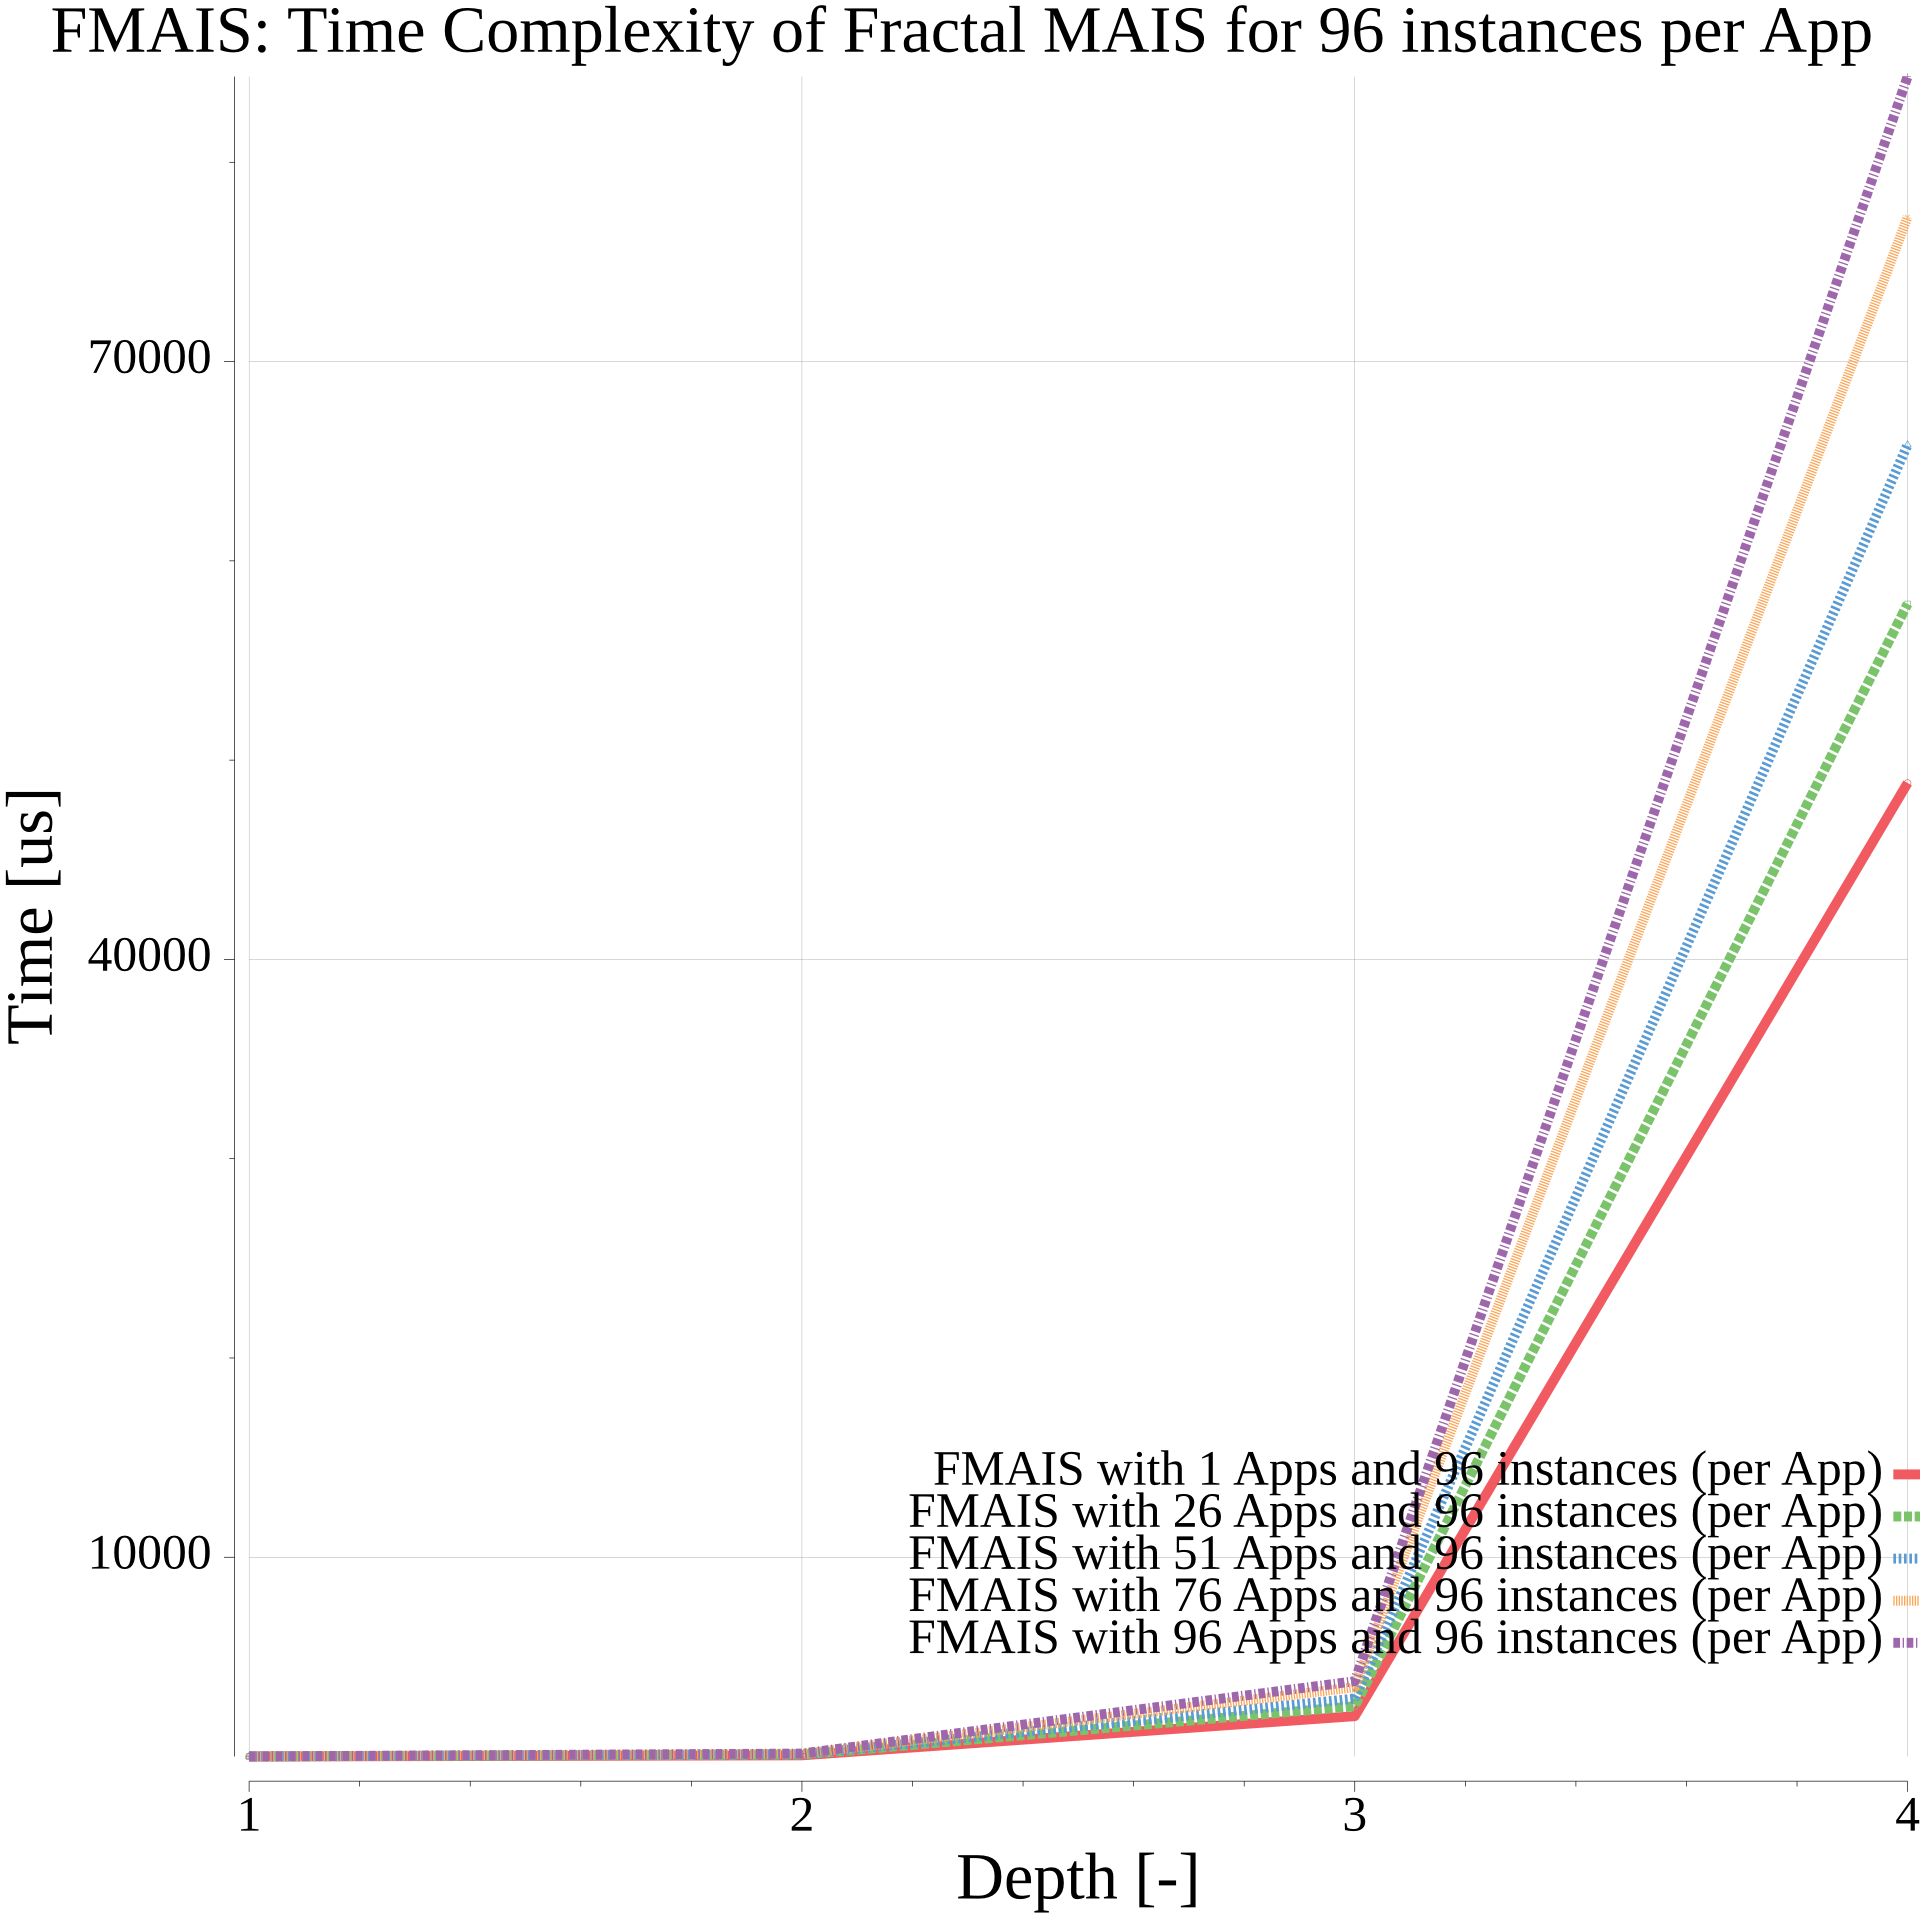 FMAIS: Time Complexity of Fractal MAIS for 96 instances per App
70000
40000
10000
Time [us]
FMAIS with 1 Apps and 96 instances (per App)
FMAIS with 26 Apps and 96 instances (per App)
FMAIS with 51 Apps and 96 instances (per App)
FMAIS with 76 Apps and 96 instances (per App)
FMAIS with 96 Apps and 96 instances (per App)
1 2 3 4
Depth [-]